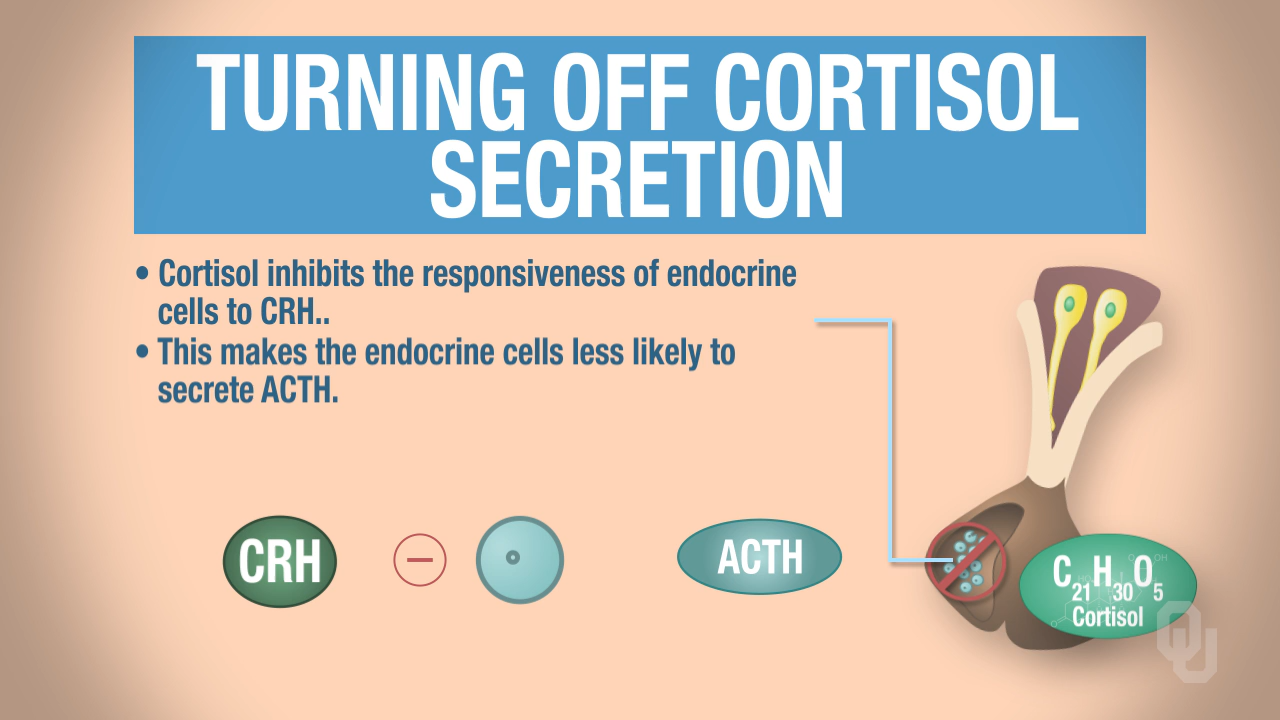 TURNING OFF CORTISOL
SECRETION
• Cortisol inhibits the responsiveness of endocrine
cells to CRH..
• This makes the endocrine cells less likely to
secrete ACTH.
CRH
ACTH
C21H30O5
Cortisol
OU